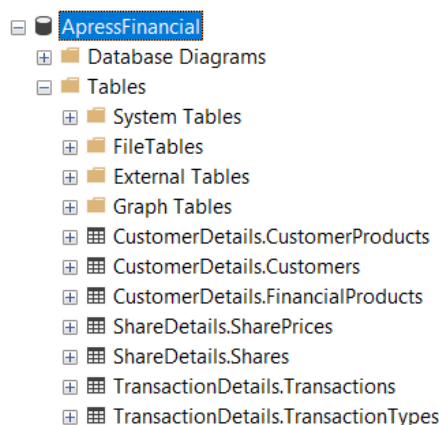 ApressFinancial
Database Diagrams
Tables
System Tables
FileTables
External Tables
Graph Tables
CustomerDetails.CustomerProducts
CustomerDetails.Customers
CustomerDetails.FinancialProducts
ShareDetails.SharePrices
ShareDetails.Shares
TransactionDetails.Transactions
TransactionDetails.TransactionTypes